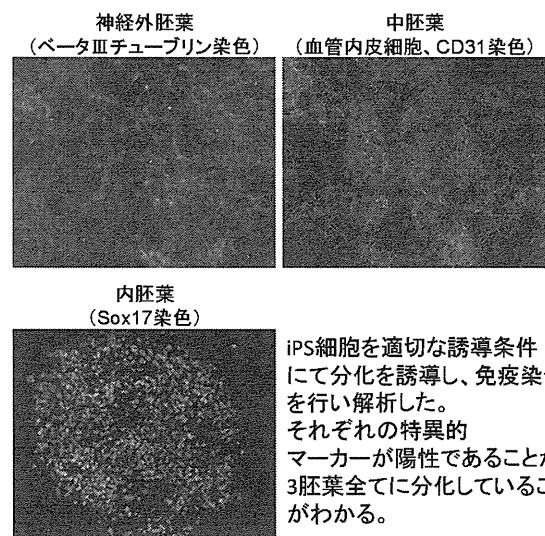 神経外胚葉
(ベータⅢチューブリン染色)
中胚葉
(血管内皮細胞、CD31染色)
内胚葉
(Sox17染色)
iPS細胞を適切な誘導条件
にて分化を誘導し、免疫染
を行い解析した。
それぞれの特異的
マーカーが陽性であることが
3胚葉全てに分化しているこ
がわかる。